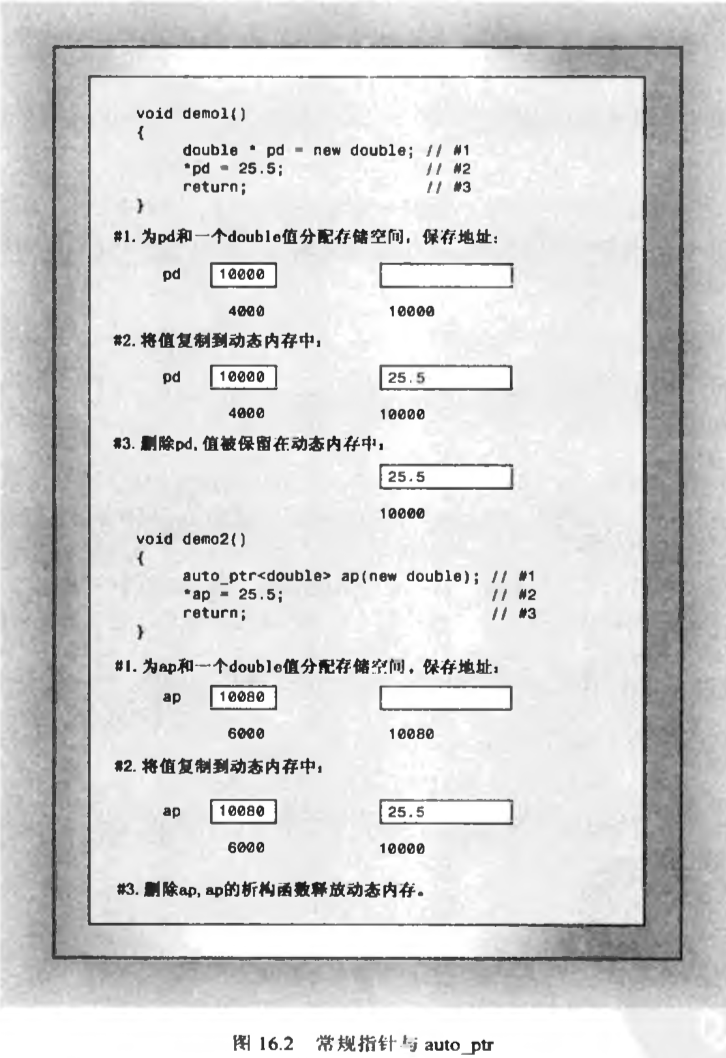 void demo1()
{
double * pd = new double; // #1
*pd = 25.5; // #2
return; // #3
}
#1. 为pd和一个double值分配存储空间，保存地址：
pd 10000
4000 10000
#2. 将值复制到动态内存中：
pd 10000 25.5
4000 10000
#3. 删除pd, 值被保留在动态内存中：
25.5
10000
void demo2()
{
auto_ptr<double> ap(new double); // #1
*ap = 25.5; // #2
return; // #3
}
#1. 为ap和一个double值分配存储空间，保存地址：
ap 10080
6000 10080
#2. 将值复制到动态内存中：
ap 10080 25.5
6000 10000
#3. 删除ap, ap的析构函数释放动态内存。
图 16.2 常规指针与 auto_ptr